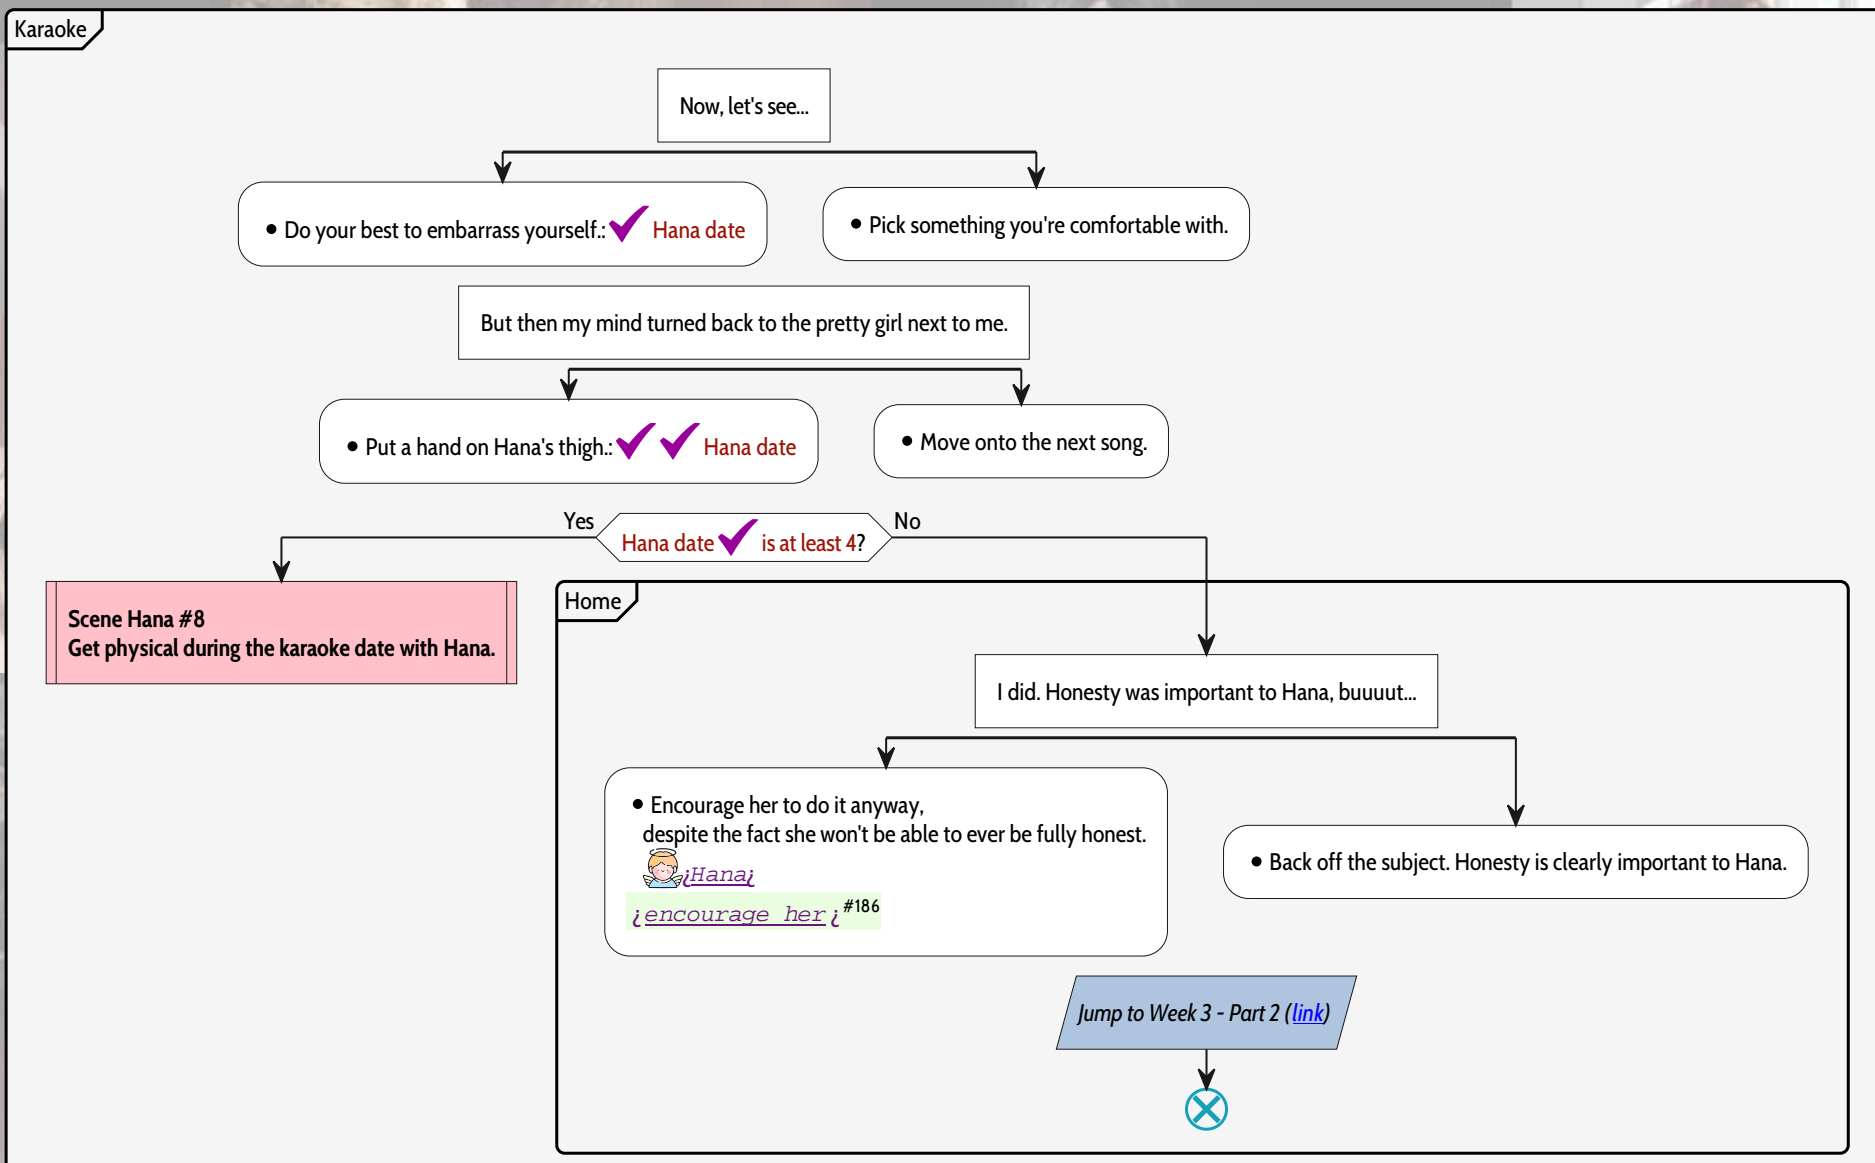 Karaoke
Now, let's see...
• Do your best to embarrass yourself.: Hana date
• Pick something you're comfortable with.
But then my mind turned back to the pretty girl next to me.
• Put a hand on Hana's thigh.: Hana date
• Move onto the next song.
Yes
Hana date is at least 4?
No
Scene Hana #8
Get physical during the karaoke date with Hana.
Home
I did. Honesty was important to Hana, buuuut...
• Encourage her to do it anyway,
despite the fact she won't be able to ever be fully honest.
¿Hana¿
¿encourage her¿ #186
• Back off the subject. Honesty is clearly important to Hana.
Jump to Week 3 - Part 2 (link)